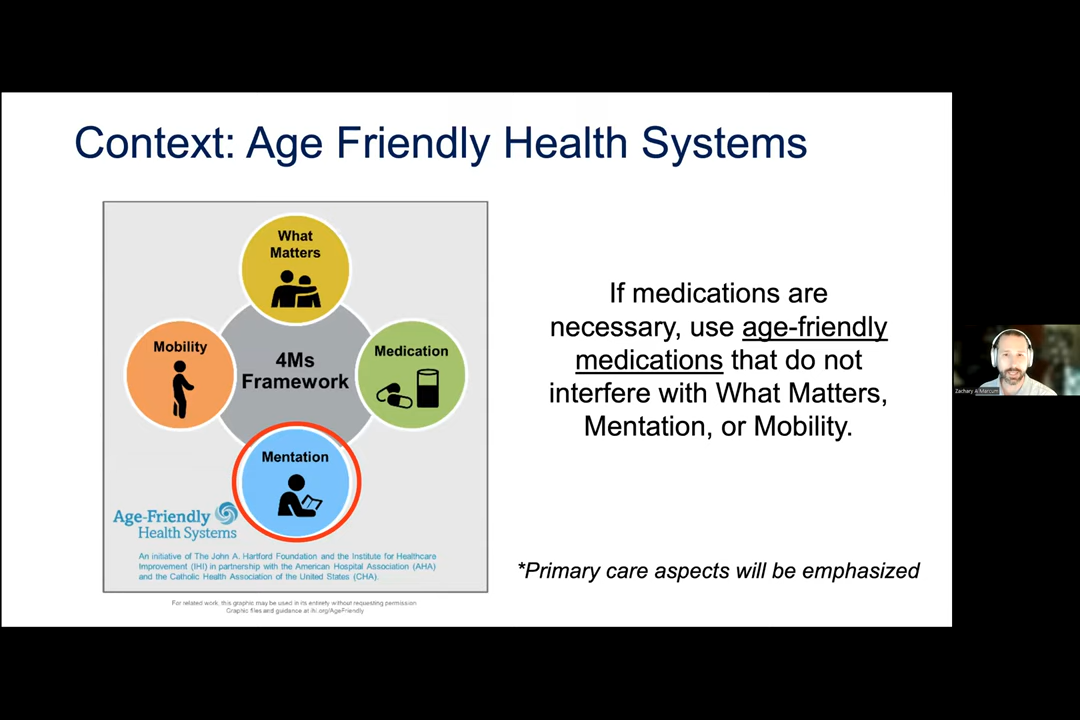 Context: Age Friendly Health Systems
What
Matters
Mobility
4Ms
Framework
Medication
Mentation
Age-Friendly
Health Systems
An initiative of The John A. Hartford Foundation and the Institute for Healthcare
Improvement (IHI) in partnership with the American Hospital Association (AHA)
and the Catholic Health Association of the United States (CHA).
For related work, this graphic may be used in its entirety without requesting permission.
Graphic files and guidance at ihi.org/AgeFriendly
If medications are
necessary, use age-friendly
medications that do not
interfere with What Matters,
Mentation, or Mobility.
*Primary care aspects will be emphasized
Zachary A Marcum